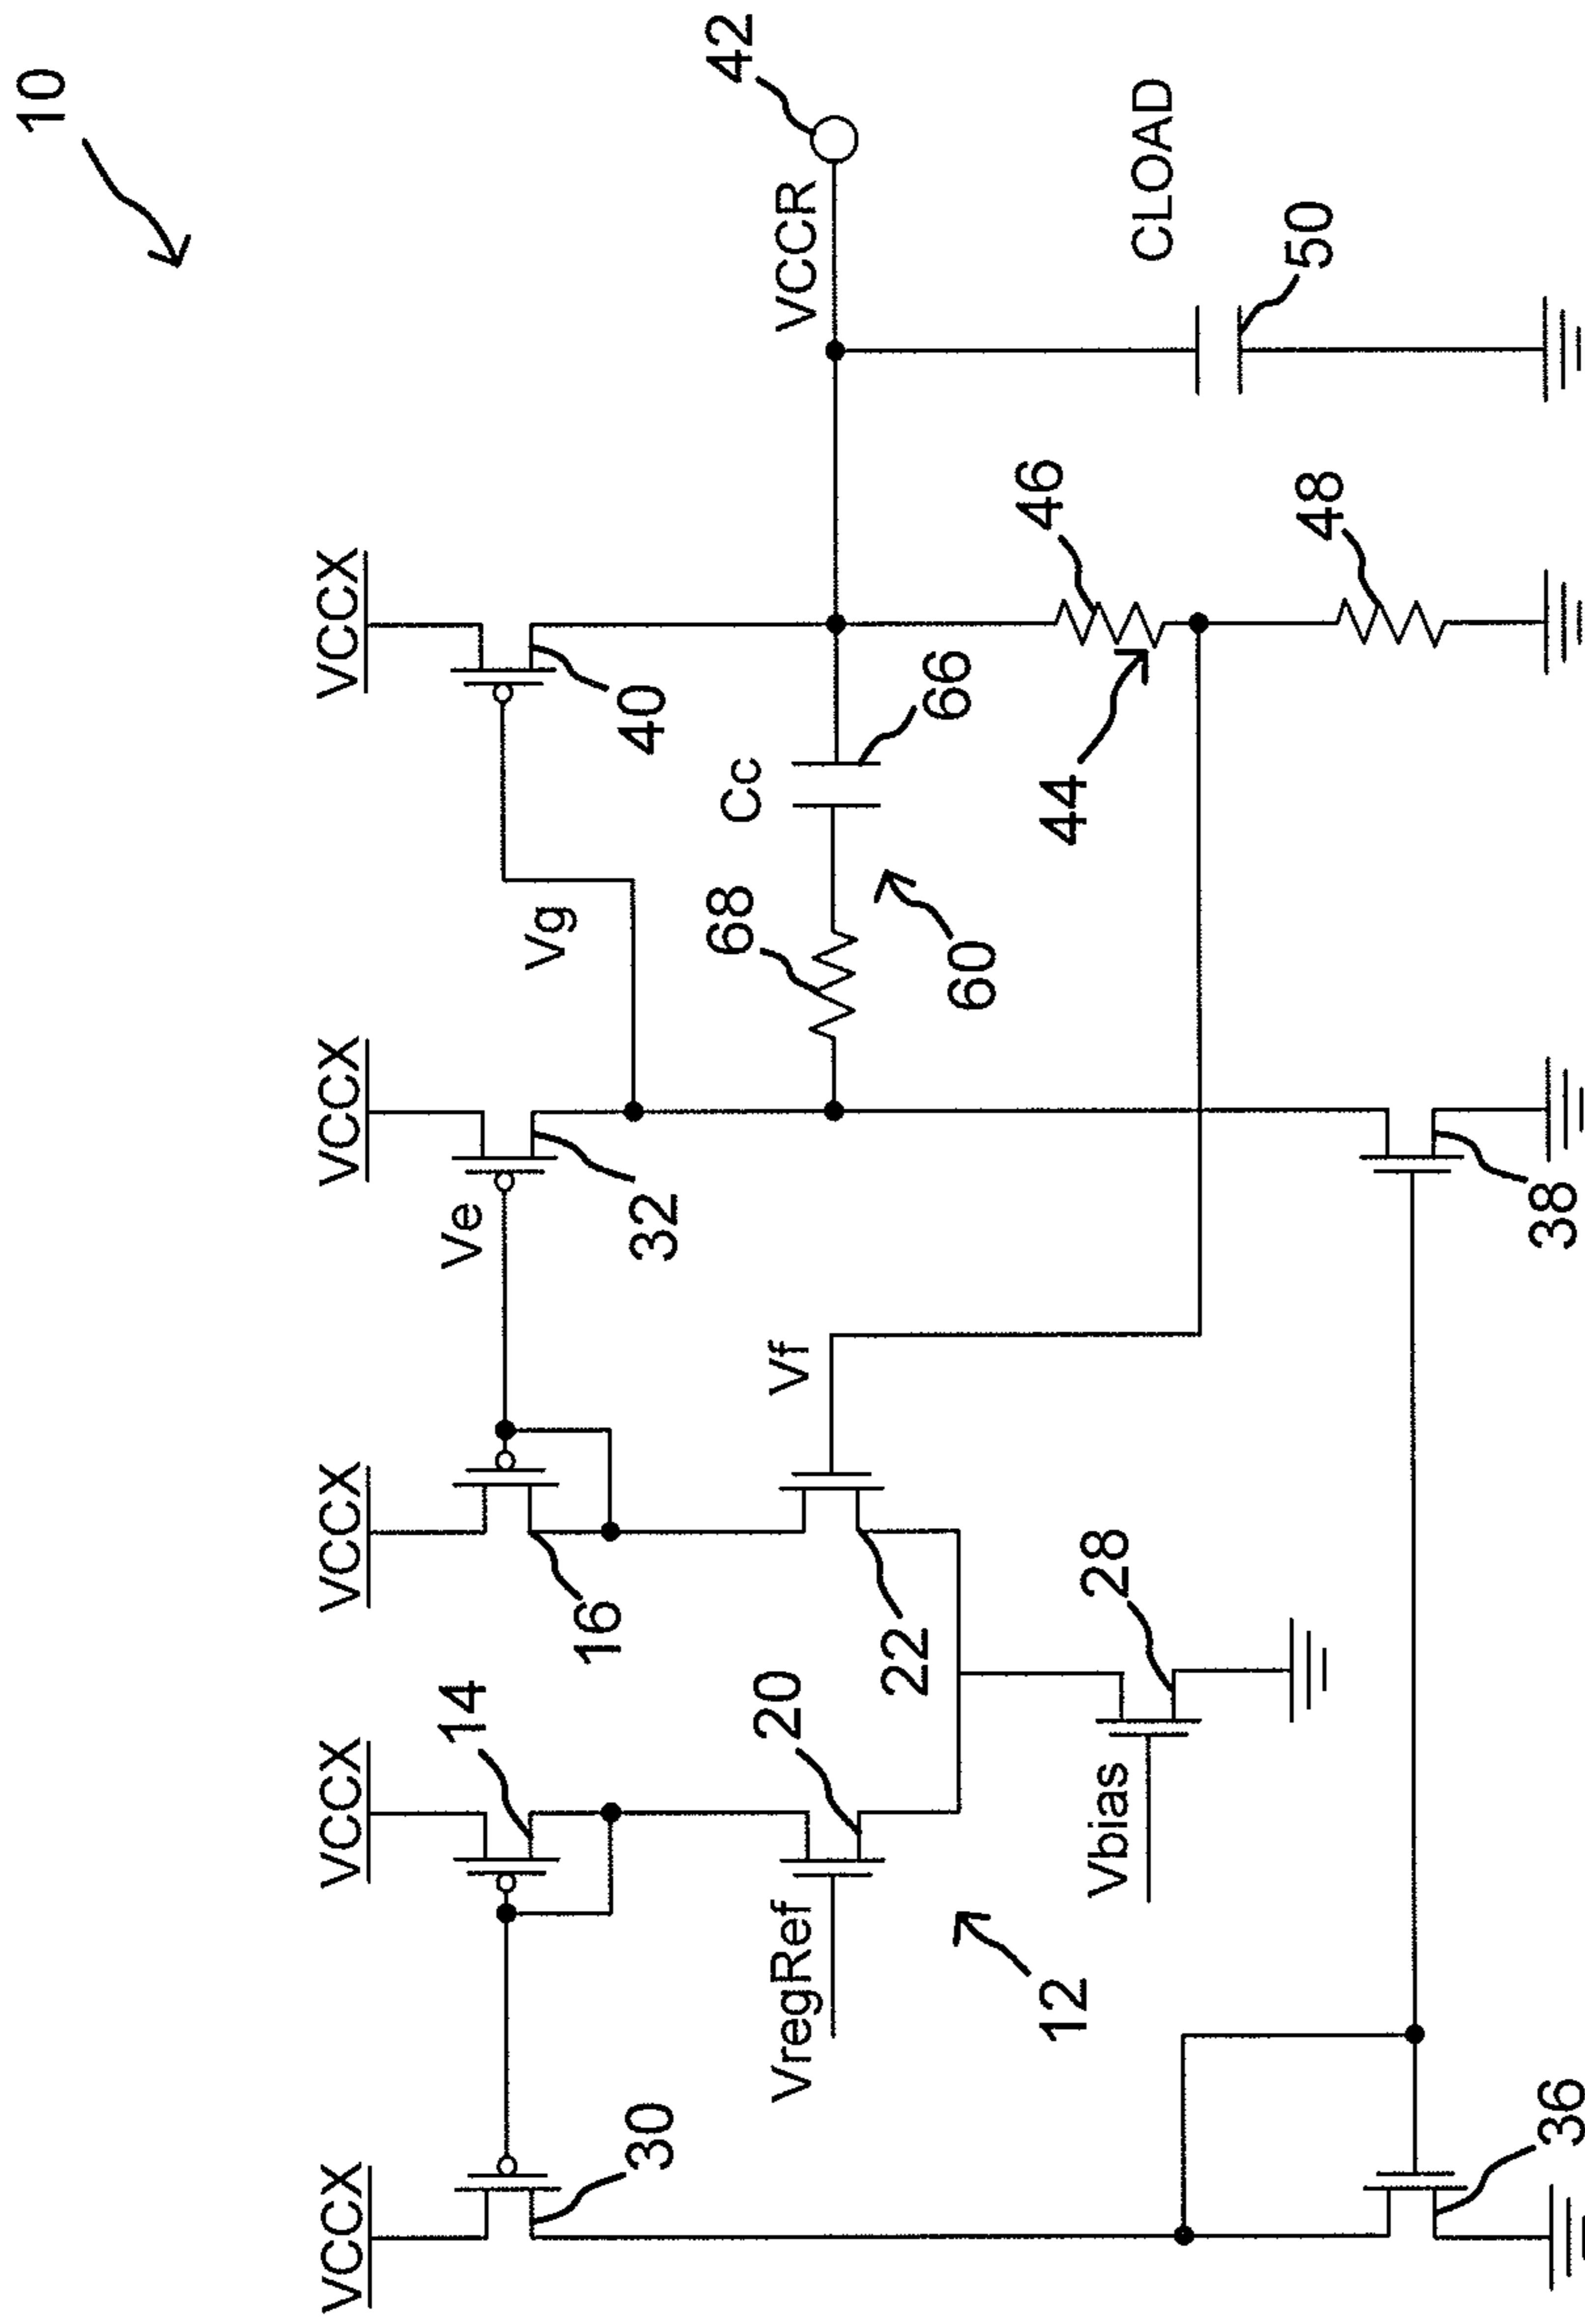 10
VCCX
VCCX
VCCX
VCCX
VCCX
30
14
16
Ve
32
Vg
40
VregRef
20
22
Vf
68
Cc
66
VCCR
42
12
Vbias
28
60
44
46
CLOAD
50
48
36
38